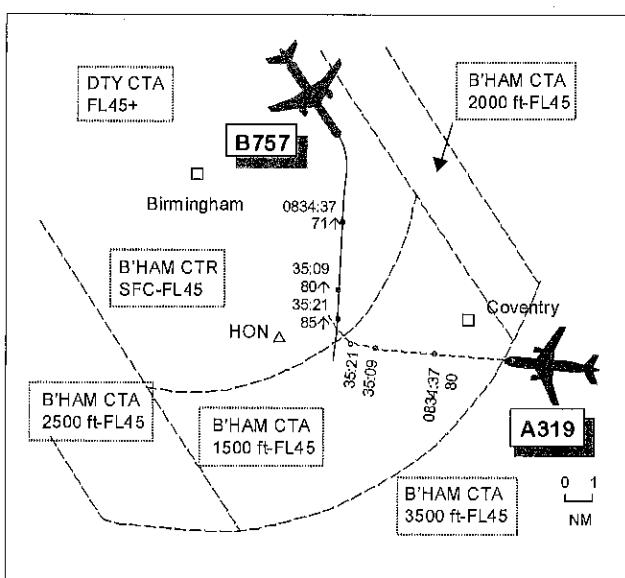 DTY CTA
FL45+
B'HAM CTA
2000 ft-FL45
B757
Birmingham
0834:37
71↑
B'HAM CTR
SFC-FL45
35:09
80↑
35:21
85↑
HON
Coventry
35:21
35:09
0834:37
80
B'HAM CTA
2500 ft-FL45
B'HAM CTA
1500 ft-FL45
A319
B'HAM CTA
3500 ft-FL45
0 1
NM